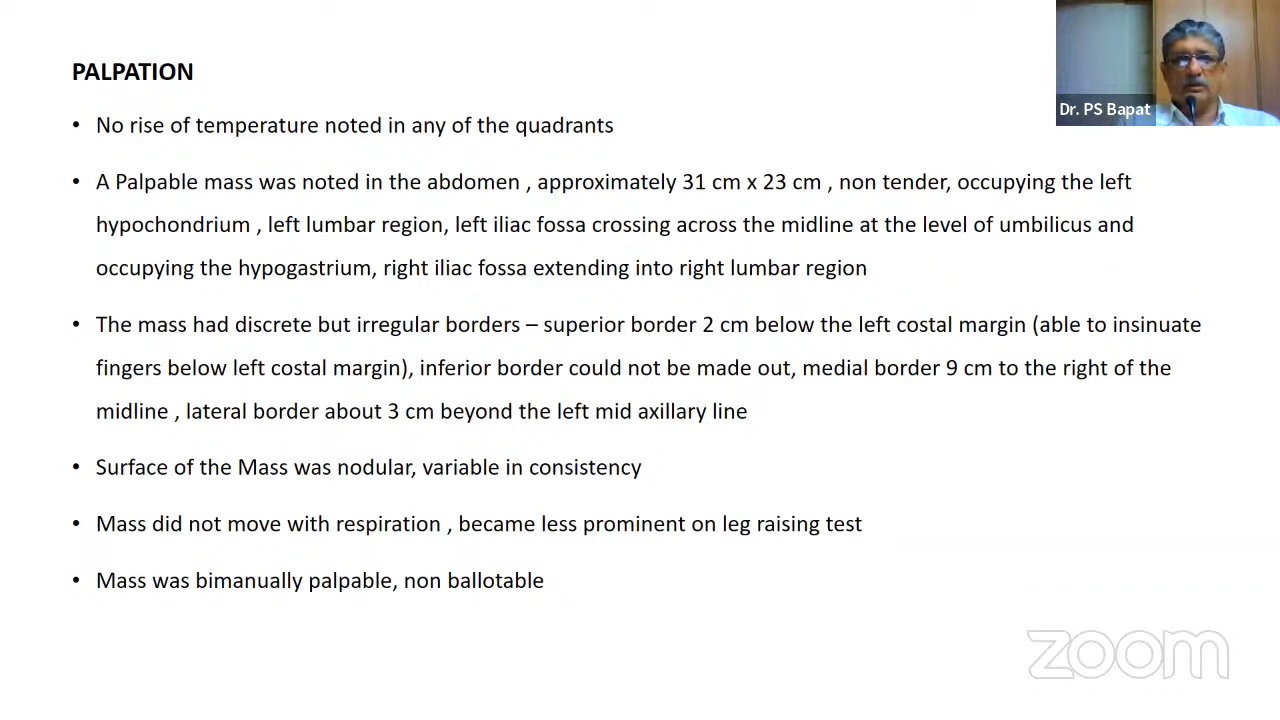 PALPATION
• No rise of temperature noted in any of the quadrants
• A Palpable mass was noted in the abdomen , approximately 31 cm x 23 cm , non tender, occupying the left
hypochondrium , left lumbar region, left iliac fossa crossing across the midline at the level of umbilicus and
occupying the hypogastrium, right iliac fossa extending into right lumbar region
• The mass had discrete but irregular borders – superior border 2 cm below the left costal margin (able to insinuate
fingers below left costal margin), inferior border could not be made out, medial border 9 cm to the right of the
midline , lateral border about 3 cm beyond the left mid axillary line
• Surface of the Mass was nodular, variable in consistency
• Mass did not move with respiration , became less prominent on leg raising test
• Mass was bimanually palpable, non ballotable
Dr. PS Bapat
zoom